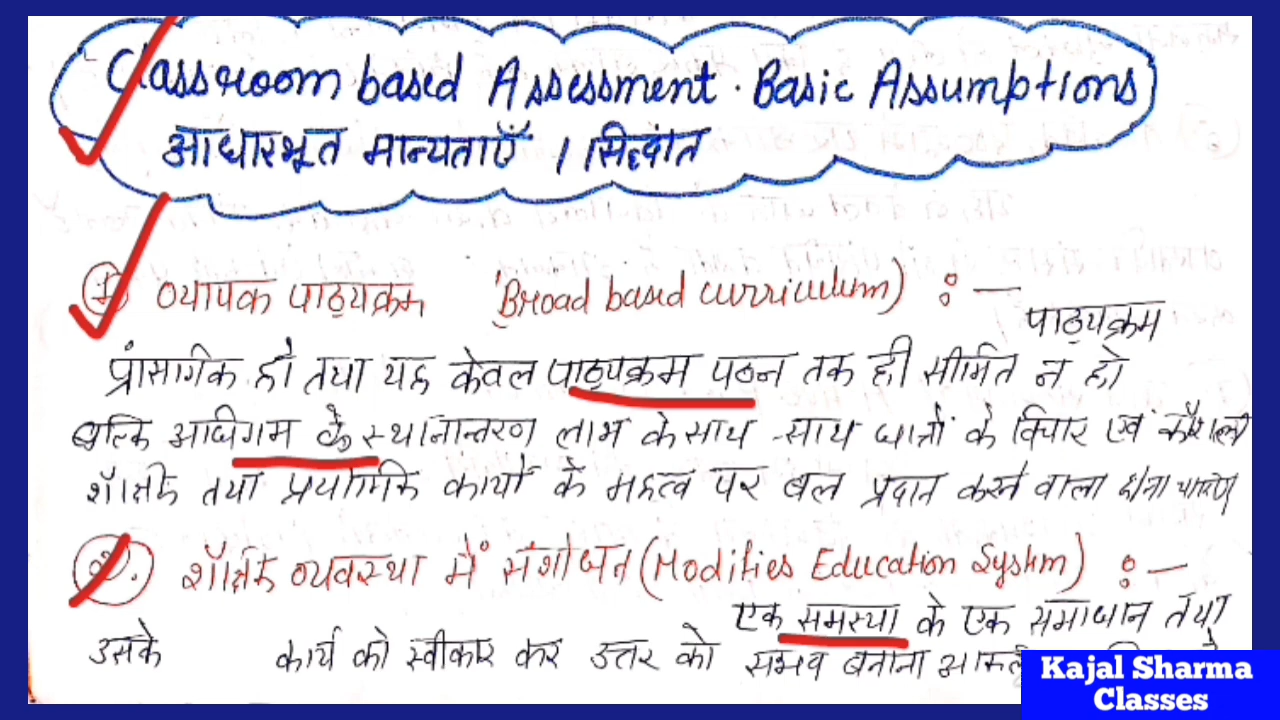 Classroom based Assessment . Basic Assumptions
आधारभूत मान्यताएँ / सिद्धांत
(1) व्यापक पाठ्यक्रम (Broad based curriculum) :—
पाठ्यक्रम
प्रांसागिक हो तथा यह केवल पाठ्यक्रम पठन तक ही सीमित न हो
बल्कि अधिगम के स्थानान्तरण लाभ के साथ -साथ छात्रों के विचार एवं कौशलो
शैक्षिक तथा प्रयोगिक कार्यो के महत्व पर बल प्रदान करने वाला होना चाहिए
(2). शैक्षिक व्यवस्था में संशोधन (Modifies Education System) :—
एक समस्या के एक समाधान तथा
उसके कार्य को स्वीकार कर उत्तर को संभव बनाना
Kajal Sharma
Classes